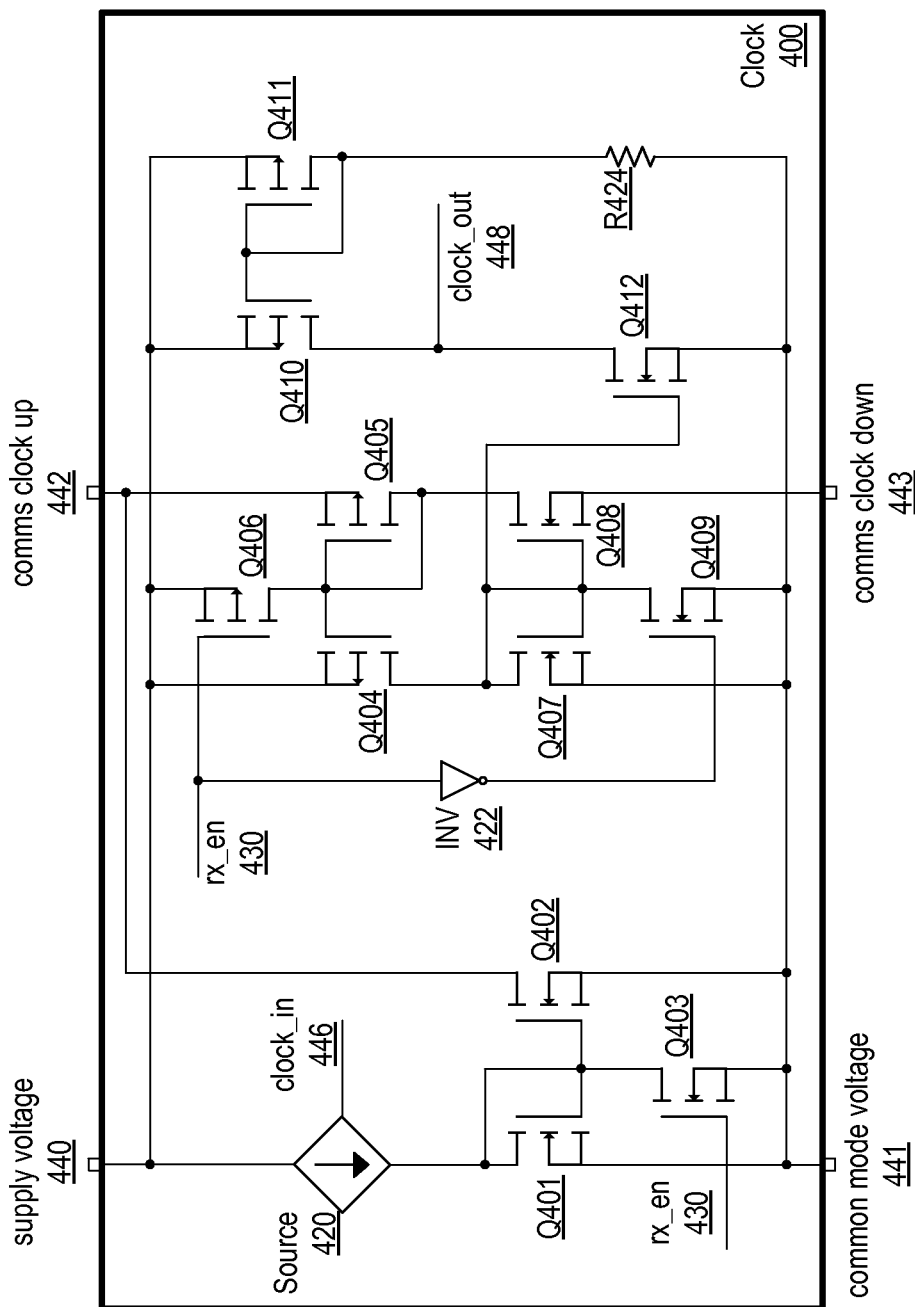 supply voltage
440
comms clock up
442
Source
420
clock_in
446
rx_en
430
INV
422
Q401
Q402
Q403
rx_en
430
Q404
Q405
Q406
Q407
Q408
Q409
Q410
Q411
Q412
R424
clock_out
448
Clock
400
common mode voltage
441
comms clock down
443